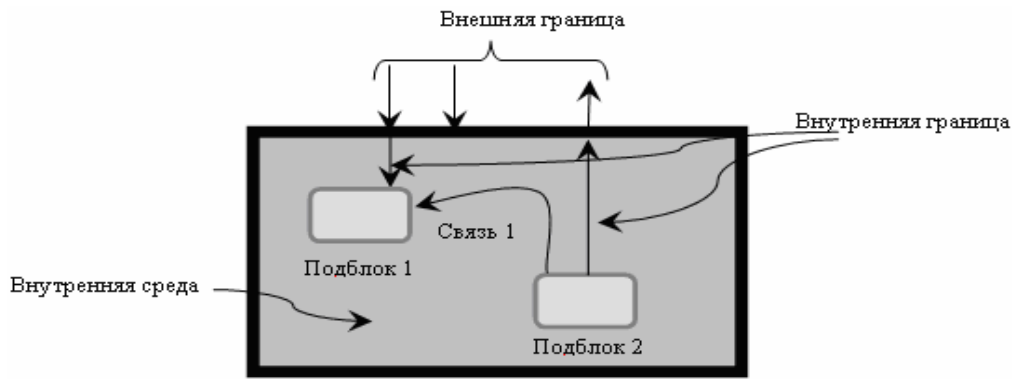 Внешняя граница
Внутренняя граница
Связь 1
Подблок 1
Внутренняя среда
Подблок 2